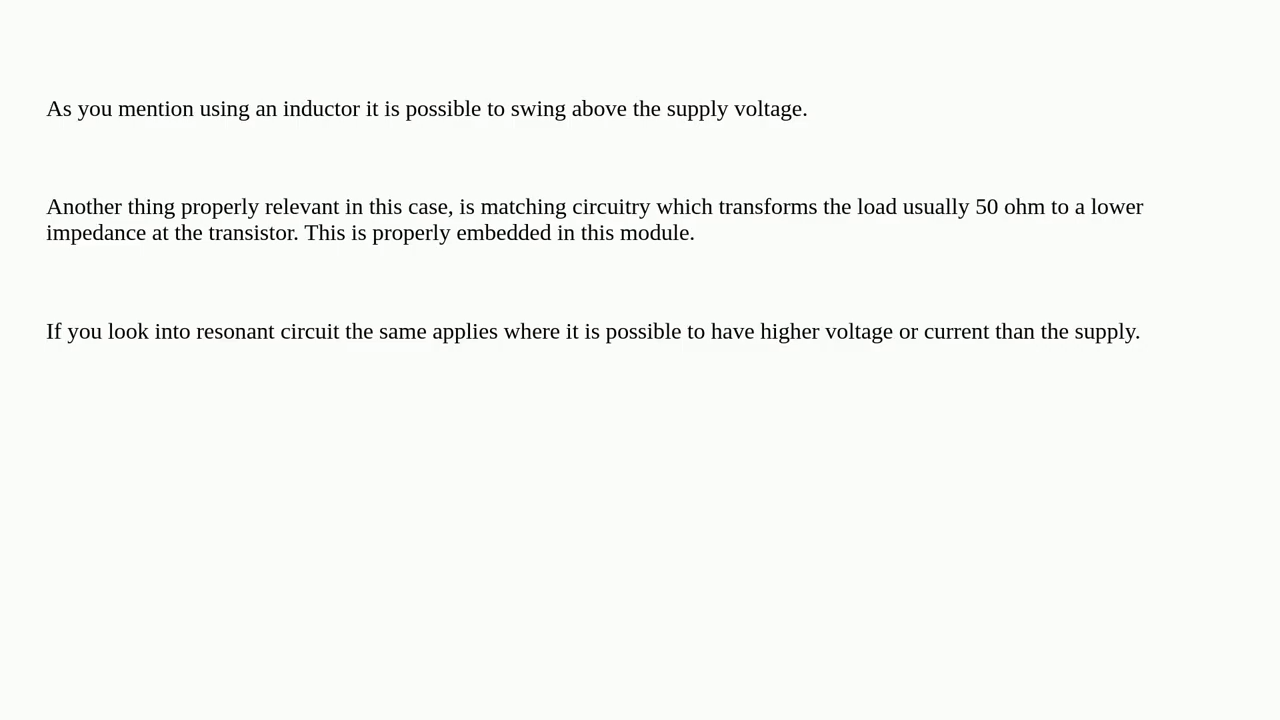 As you mention using an inductor it is possible to swing above the supply voltage.
Another thing properly relevant in this case, is matching circuitry which transforms the load usually 50 ohm to a lower
impedance at the transistor. This is properly embedded in this module.
If you look into resonant circuit the same applies where it is possible to have higher voltage or current than the supply.